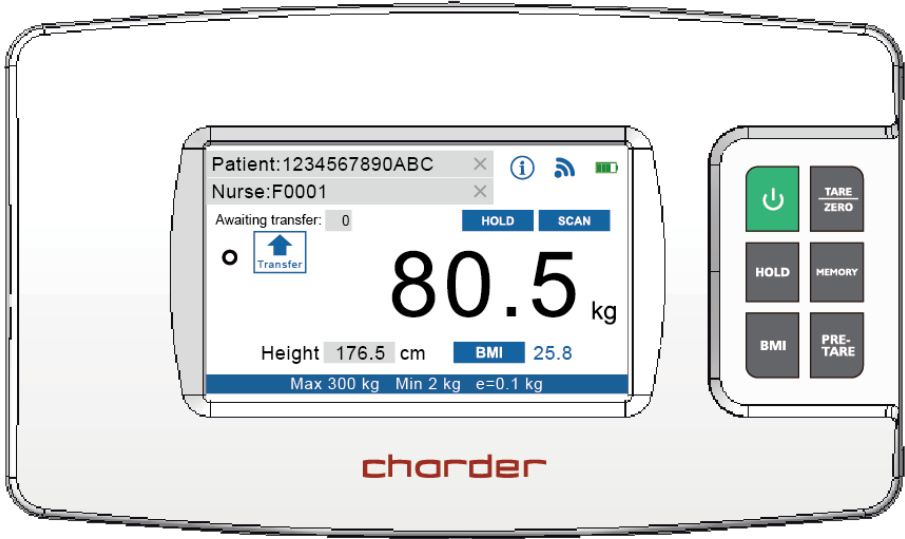 Patient:1234567890ABC ×
Nurse:F0001 ×
Awaiting transfer: 0
HOLD SCAN
Transfer
80.5 kg
Height 176.5 cm BMI 25.8
Max 300 kg Min 2 kg e=0.1 kg
TARE
ZERO
HOLD
MEMORY
BMI
PRE-
TARE
charder